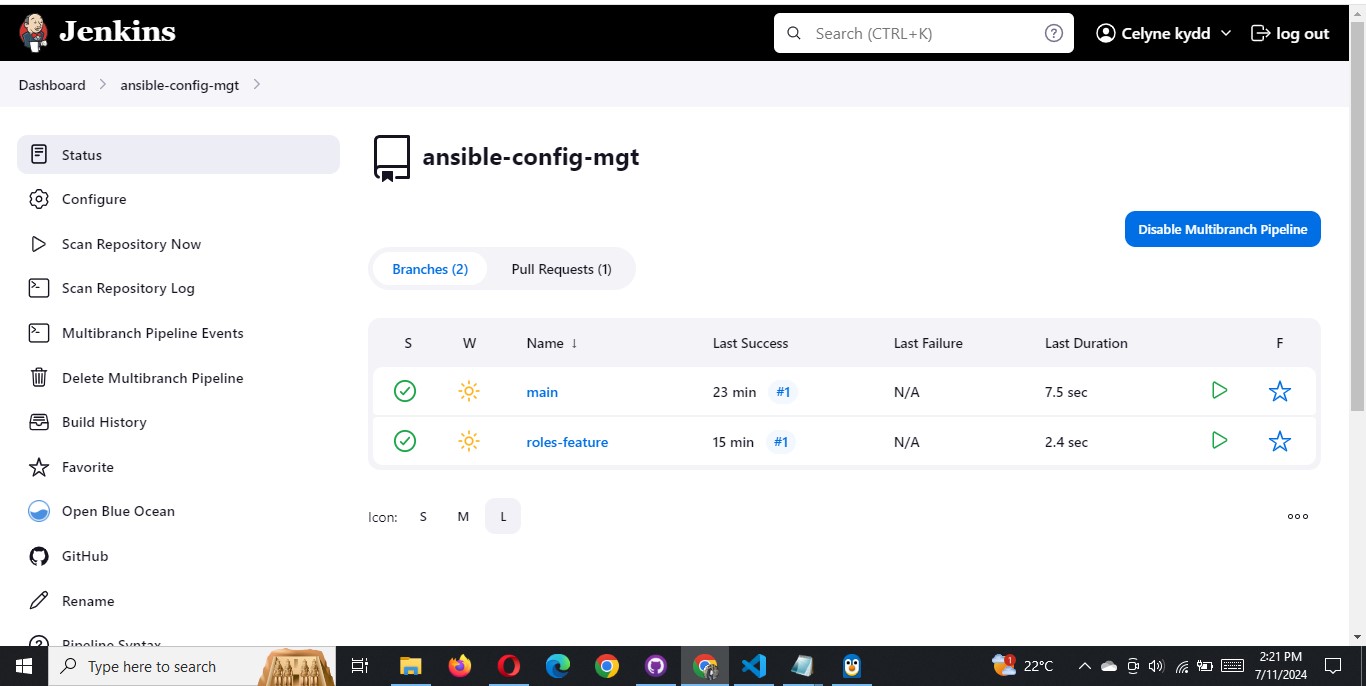 Jenkins
Search (CTRL+K)
?
Celyne kydd
log out
Dashboard
ansible-config-mgt
Status
Configure
Scan Repository Now
Scan Repository Log
Multibranch Pipeline Events
Delete Multibranch Pipeline
Build History
Favorite
Open Blue Ocean
GitHub
Rename
Pipeline Syntax
ansible-config-mgt
Disable Multibranch Pipeline
Branches (2)
Pull Requests (1)
S W Name ↓ Last Success Last Failure Last Duration F
main 23 min #1 N/A 7.5 sec
roles-feature 15 min #1 N/A 2.4 sec
Icon: S M L
Type here to search
1
22°C
2:21 PM
7/11/2024